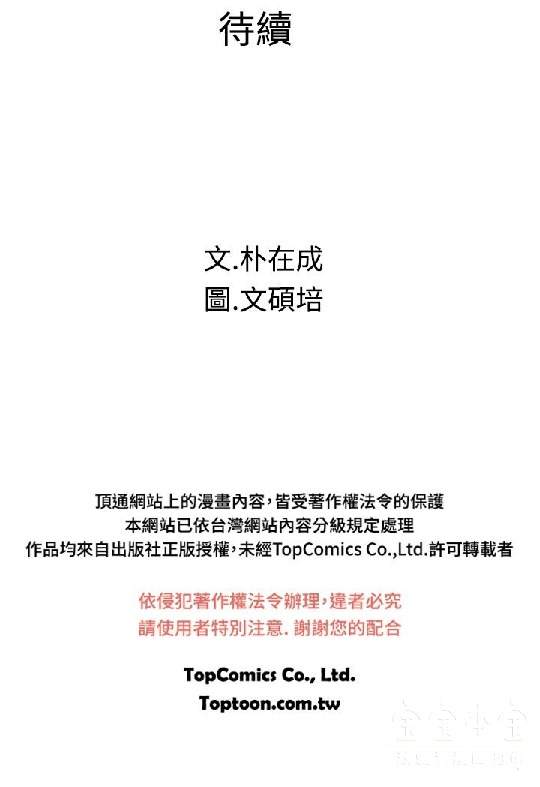 待續
文.朴在成
圖.文碩培
頂通網站上的漫畫內容,皆受著作權法令的保護
本網站已依台灣網站內容分級規定處理
作品均來自出版社正版授權,未經TopComics Co.,Ltd.許可轉載者
依侵犯著作權法令辦理,違者必究
請使用者特別注意. 謝謝您的配合
TopComics Co., Ltd.
Toptoon.com.tw